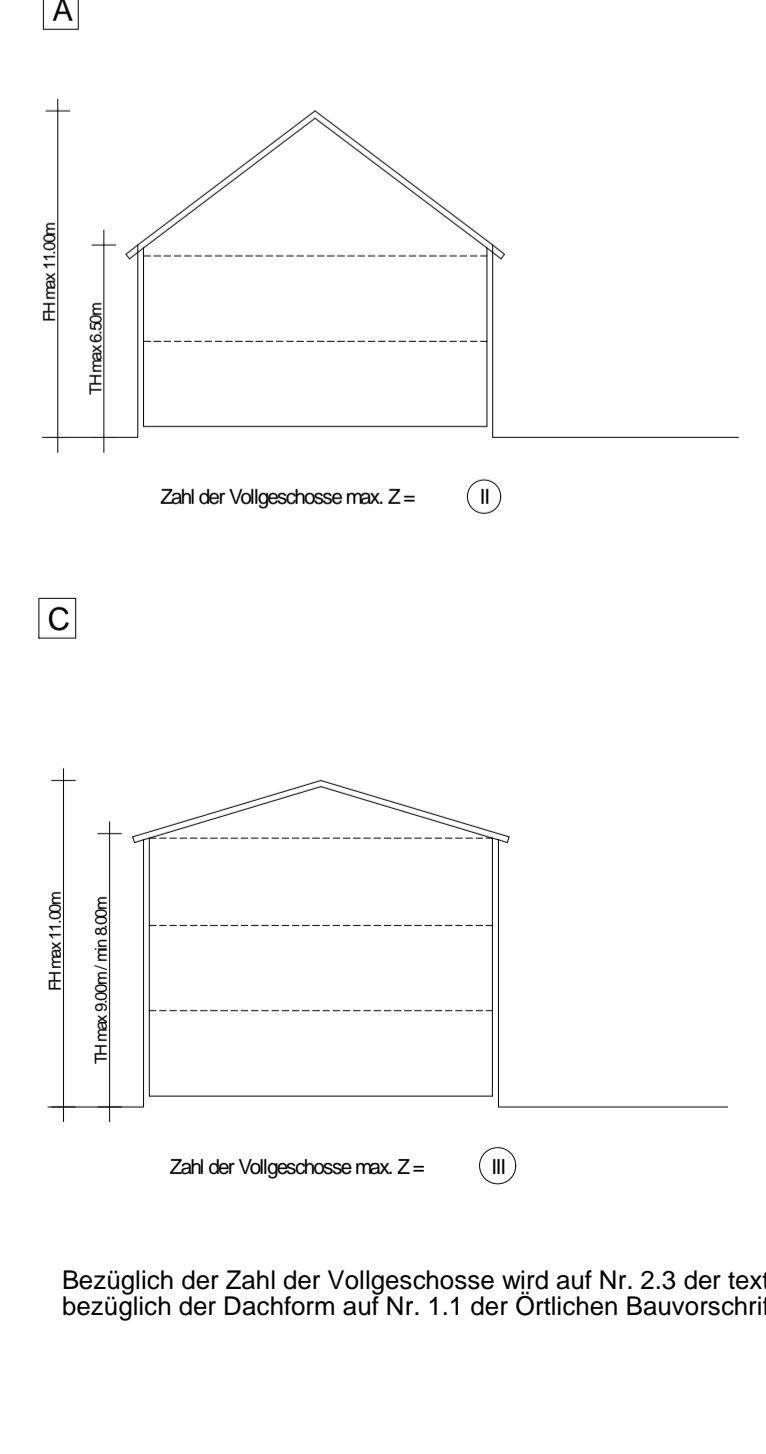 A
FH max 11.00m
TH max 6.50m
Zahl der Vollgeschosse max. Z = II
C
FH max 11.00m
TH max 9.00m / min 8.00m
Zahl der Vollgeschosse max. Z = III
Bezüglich der Zahl der Vollgeschosse wird auf Nr. 2.3 der text
bezüglich der Dachform auf Nr. 1.1 der Örtlichen Bauvorschrif